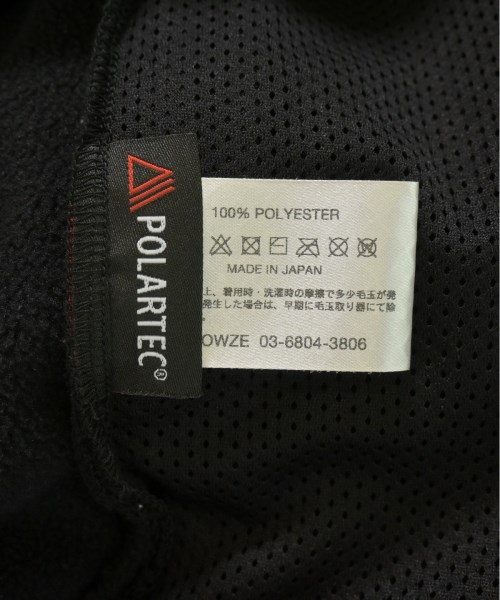 POLARTEC®
100% POLYESTER
MADE IN JAPAN
上、着用時・洗濯時の摩擦で多少毛玉が発
発生した場合は、早期に毛玉取り器にて除
OWZE 03-6804-3806